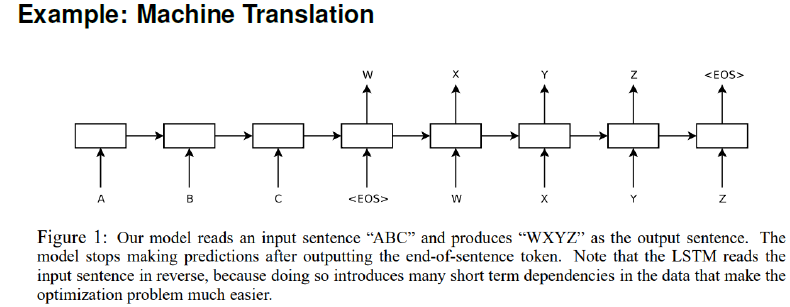 Example: Machine Translation
W X Y Z <EOS>
A B C <EOS> W X Y Z
Figure 1: Our model reads an input sentence “ABC” and produces “WXYZ” as the output sentence. The
model stops making predictions after outputting the end-of-sentence token. Note that the LSTM reads the
input sentence in reverse, because doing so introduces many short term dependencies in the data that make the
optimization problem much easier.